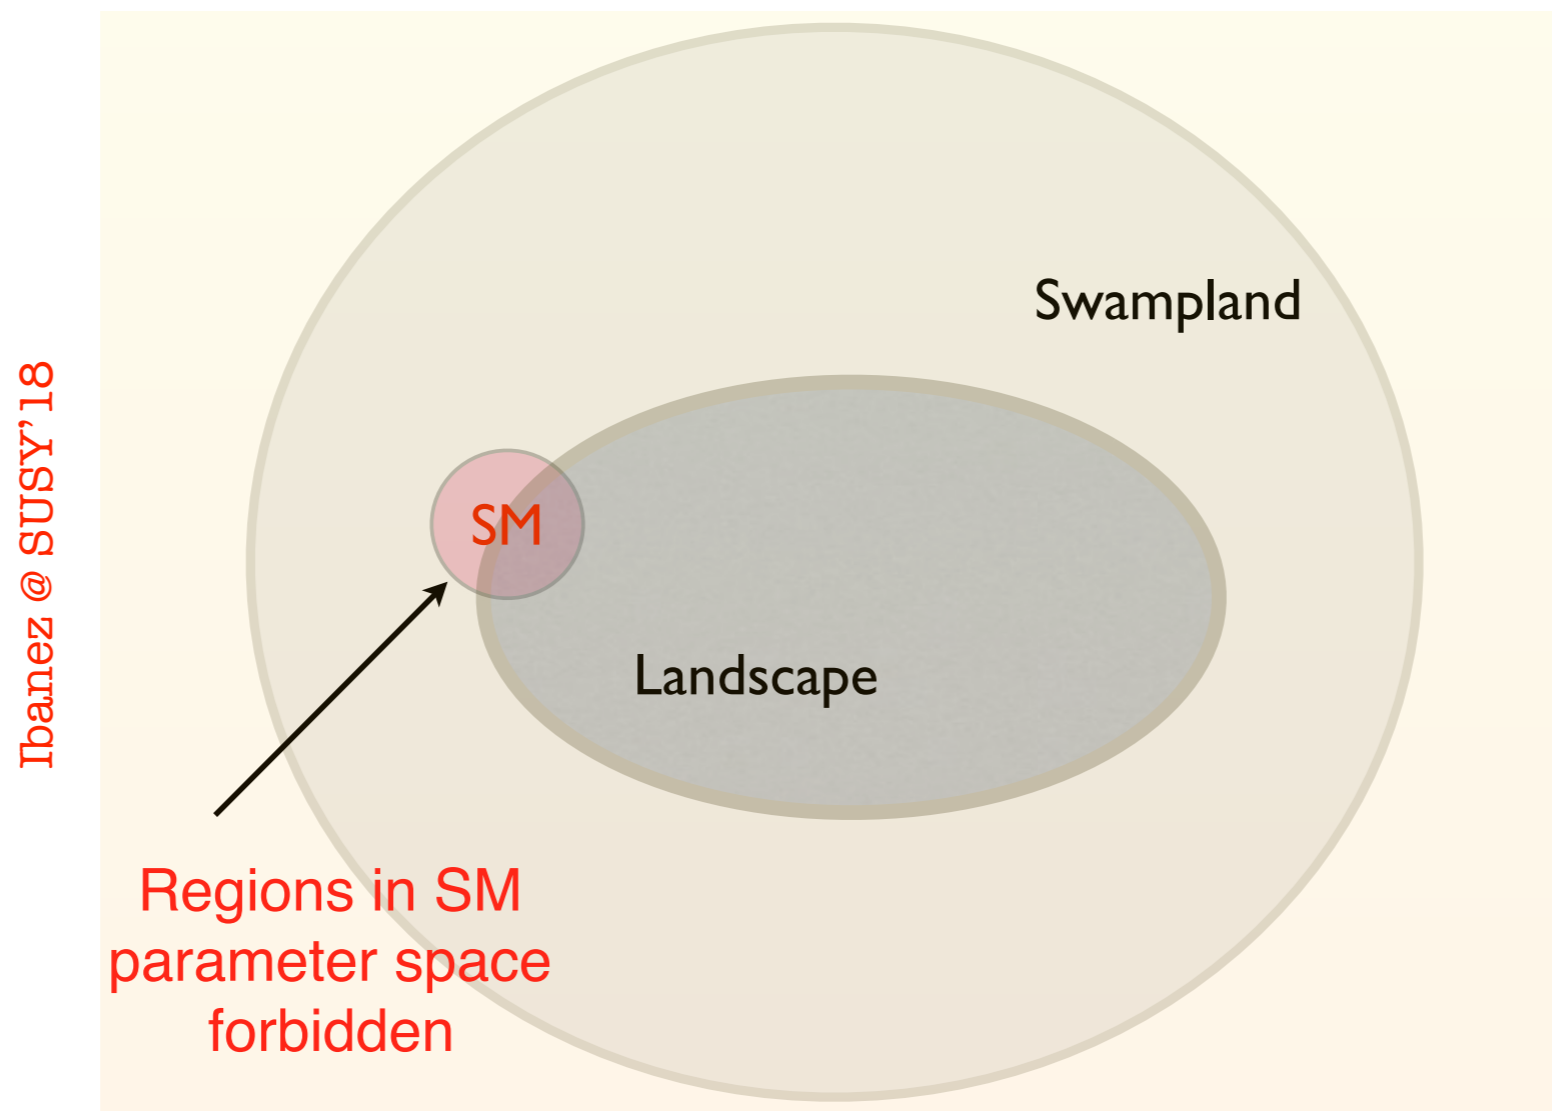 Ibanez @ SUSY'18
Swampland
SM
Landscape
Regions in SM
parameter space
forbidden